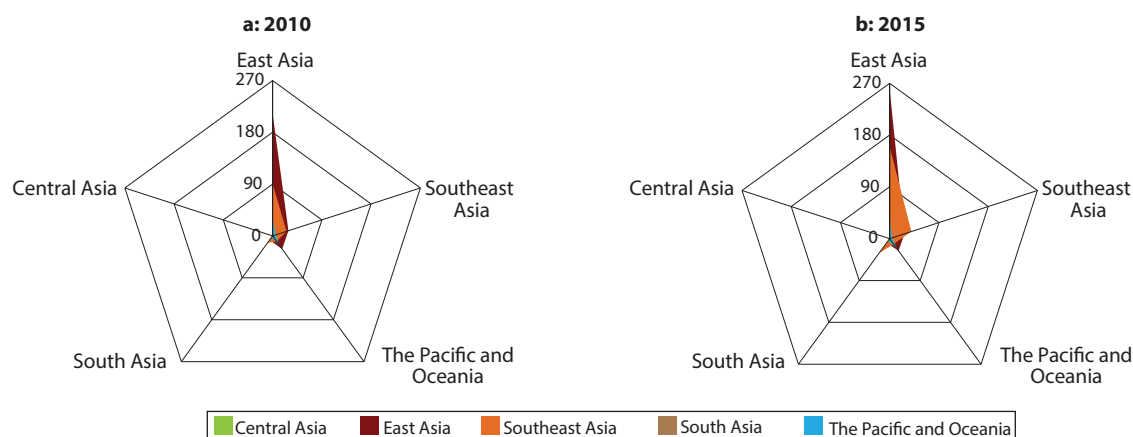 a: 2010
East Asia
270
180
90
0
Central Asia
Southeast
Asia
South Asia
The Pacific and
Oceania
b: 2015
East Asia
270
180
90
0
Central Asia
Southeast
Asia
South Asia
The Pacific and
Oceania
Central Asia East Asia Southeast Asia South Asia The Pacific and Oceania